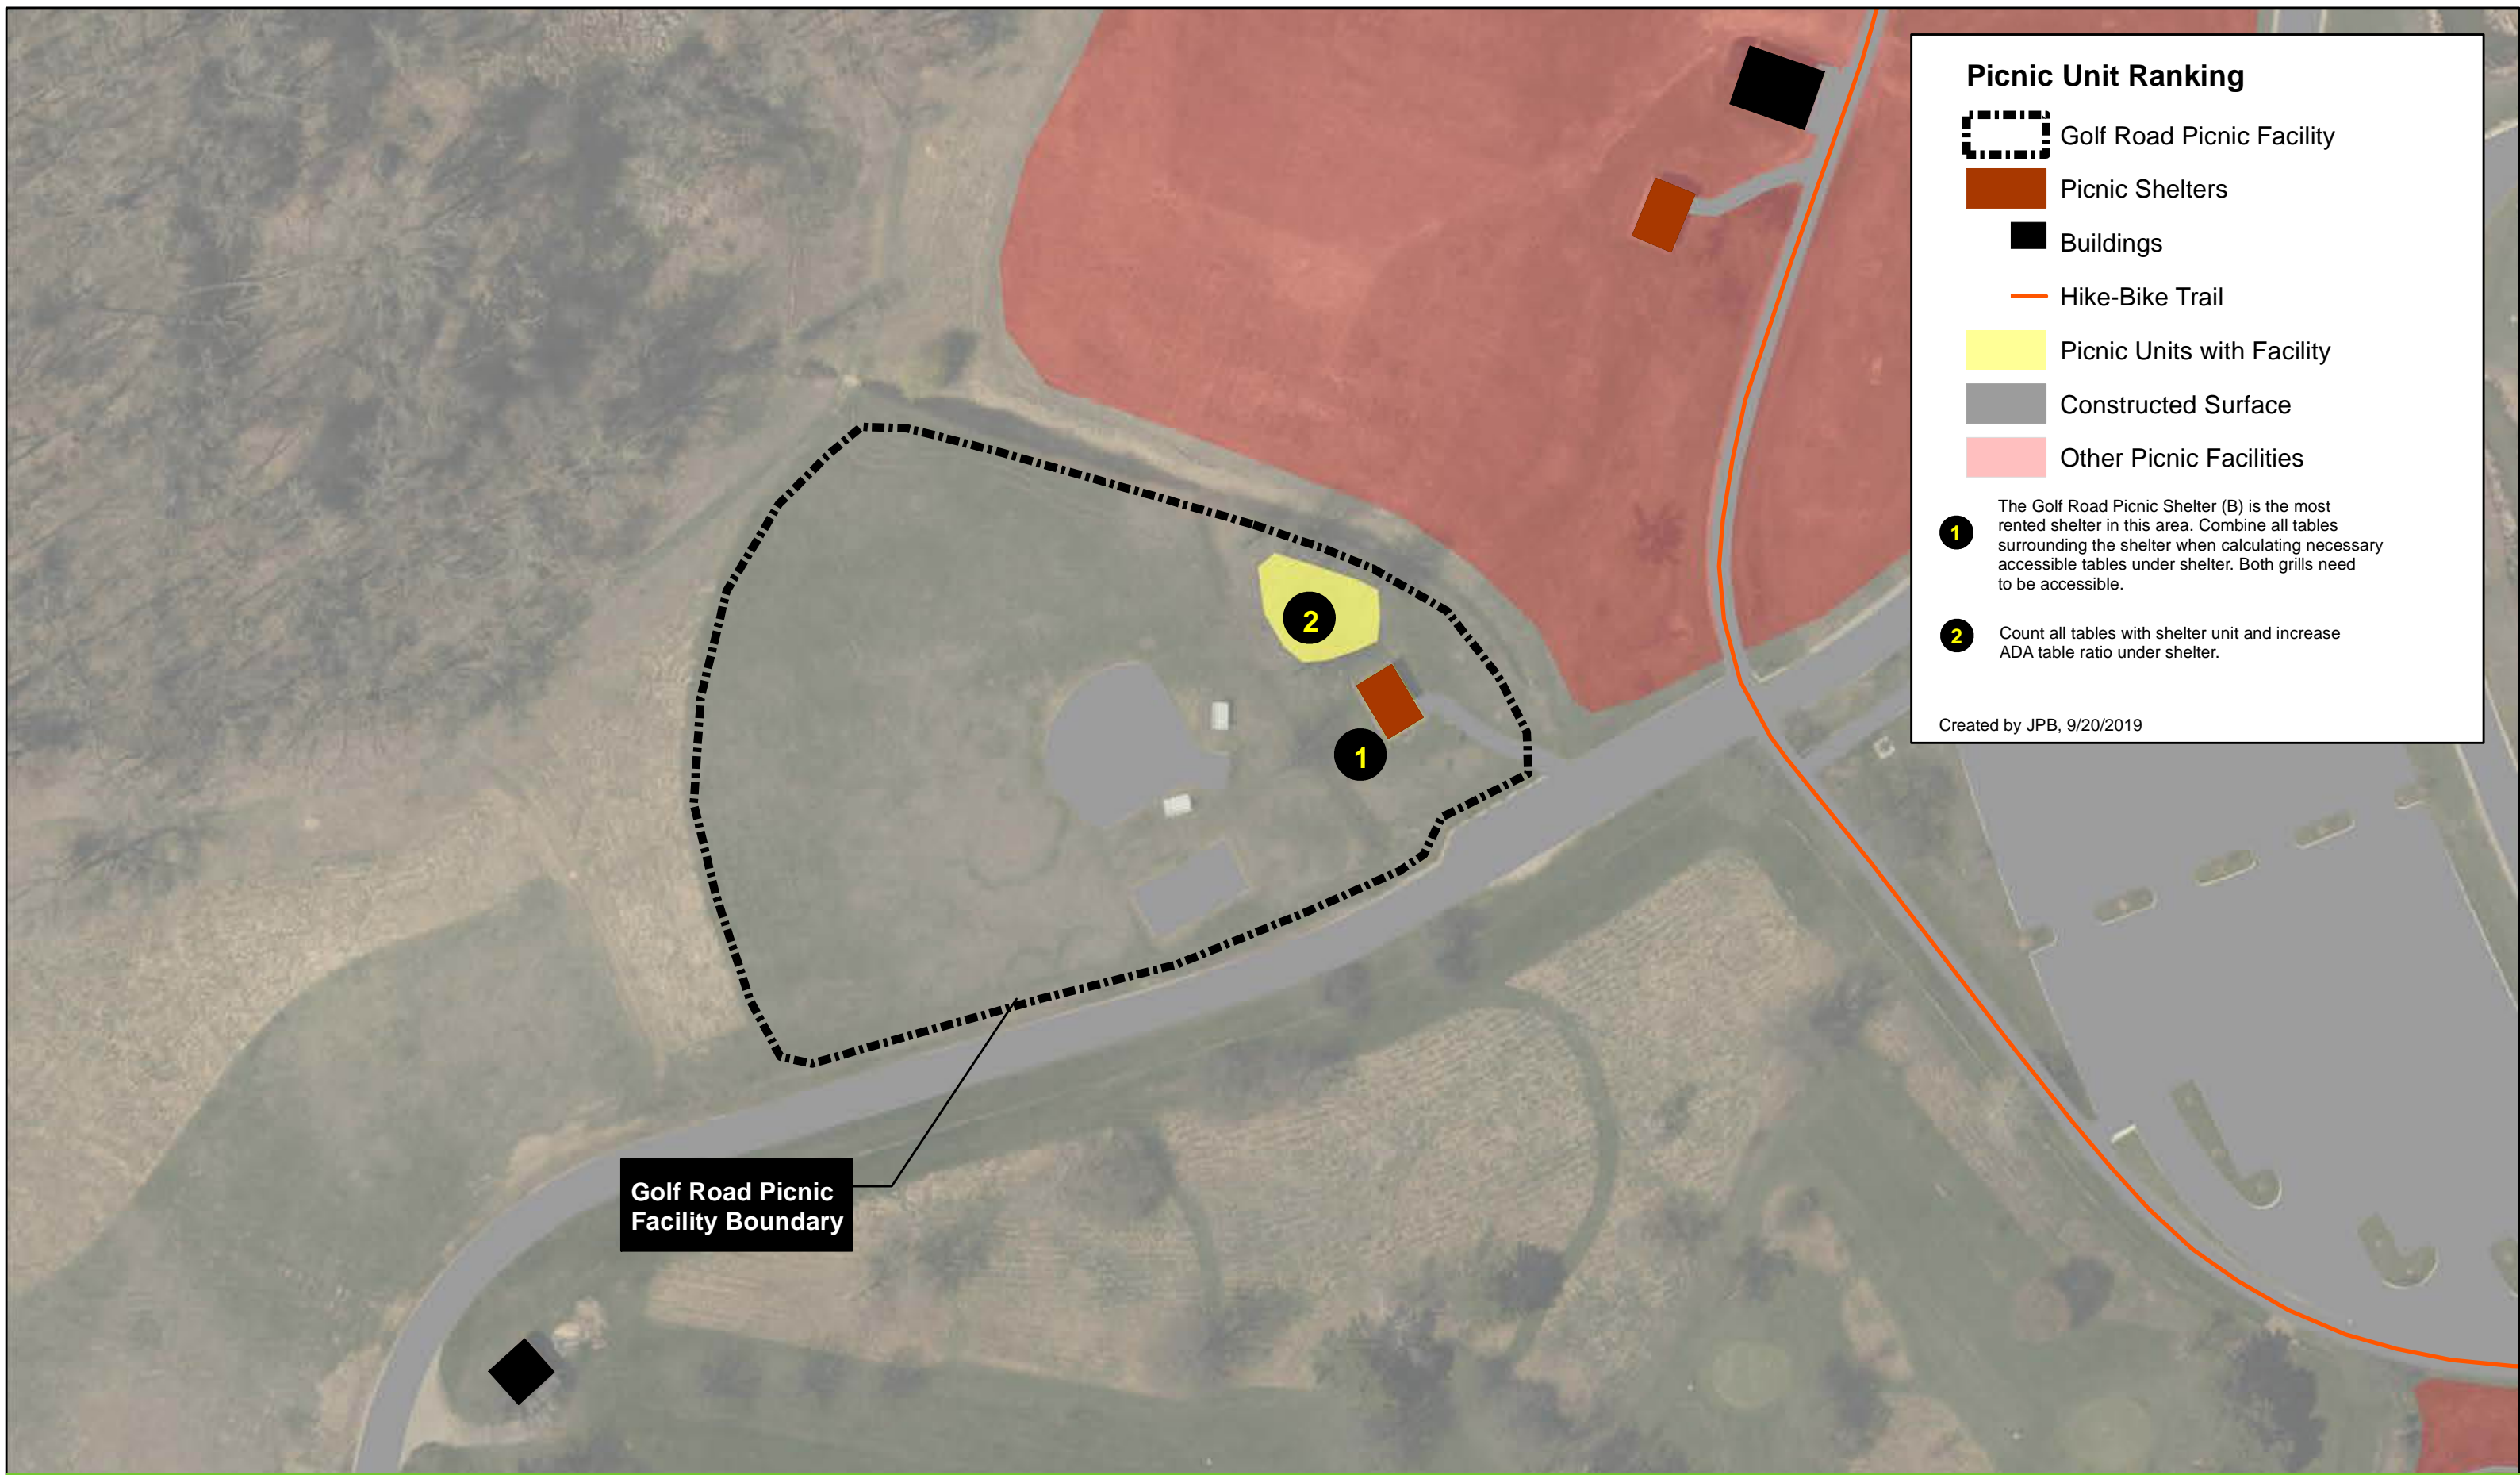 Picnic Unit Ranking
Golf Road Picnic Facility
Picnic Shelters
Buildings
Hike-Bike Trail
Picnic Units with Facility
Constructed Surface
Other Picnic Facilities
1
The Golf Road Picnic Shelter (B) is the most
rented shelter in this area. Combine all tables
surrounding the shelter when calculating necessary
accessible tables under shelter. Both grills need
to be accessible.
2
Count all tables with shelter unit and increase
ADA table ratio under shelter.
Created by JPB, 9/20/2019
2
1
Golf Road Picnic
Facility Boundary